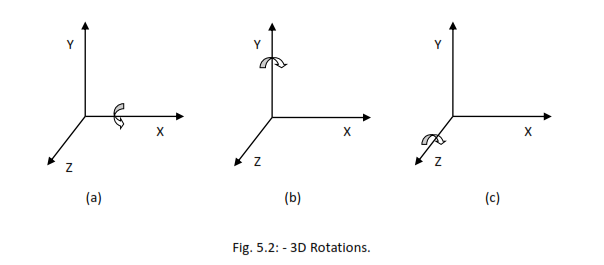 Y Y Y
X X X
Z Z Z
(a) (b) (c)
Fig. 5.2: - 3D Rotations.